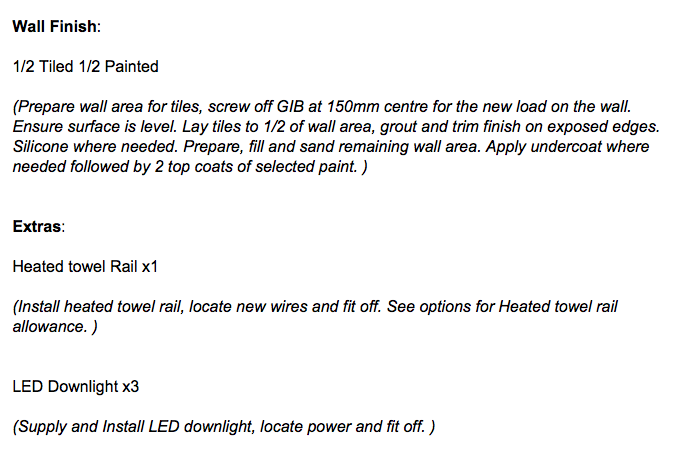 Wall Finish:
1/2 Tiled 1/2 Painted
(Prepare wall area for tiles, screw off GIB at 150mm centre for the new load on the wall.
Ensure surface is level. Lay tiles to 1/2 of wall area, grout and trim finish on exposed edges.
Silicone where needed. Prepare, fill and sand remaining wall area. Apply undercoat where
needed followed by 2 top coats of selected paint. )
Extras:
Heated towel Rail x1
(Install heated towel rail, locate new wires and fit off. See options for Heated towel rail
allowance. )
LED Downlight x3
(Supply and Install LED downlight, locate power and fit off. )